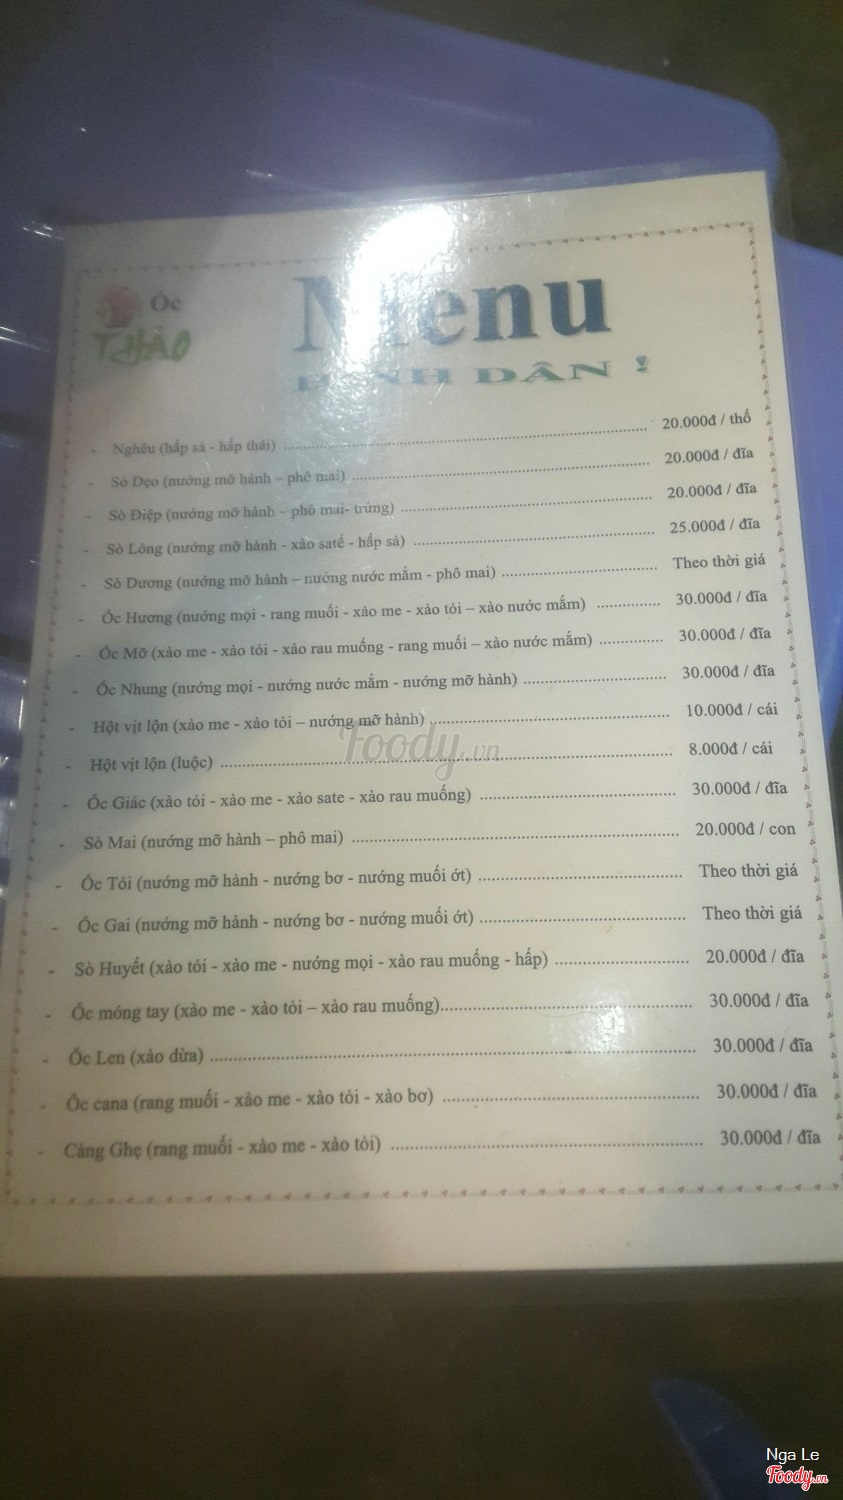 Ốc
THẢO
Menu
BÌNH DÂN !
- Nghêu (hấp sả - hấp thái) ........ 20.000đ / thố
- Sò Dẹo (nướng mỡ hành – phô mai) ........ 20.000đ / đĩa
- Sò Điệp (nướng mỡ hành – phô mai- trứng) ........ 20.000đ / đĩa
- Sò Lông (nướng mỡ hành - xào satế - hấp sả) ........ 25.000đ / đĩa
- Sò Dương (nướng mỡ hành – nướng nước mắm - phô mai) ........ Theo thời giá
- Ốc Hương (nướng mọi - rang muối - xào me - xào tỏi – xào nước mắm) ........ 30.000đ / đĩa
- Ốc Mỡ (xào me - xào tỏi - xào rau muống - rang muối – xào nước mắm) ........ 30.000đ / đĩa
- Ốc Nhung (nướng mọi - nướng nước mắm - nướng mỡ hành) ........ 30.000đ / đĩa
- Hột vịt lộn (xào me - xào tỏi – nướng mỡ hành) ........ 10.000đ / cái
- Hột vịt lộn (luộc) ........ 8.000đ / cái
- Ốc Giác (xào tỏi - xào me - xào sate - xào rau muống) ........ 30.000đ / đĩa
- Sò Mai (nướng mỡ hành – phô mai) ........ 20.000đ / con
- Ốc Tỏi (nướng mỡ hành - nướng bơ - nướng muối ớt) ........ Theo thời giá
- Ốc Gai (nướng mỡ hành - nướng bơ - nướng muối ớt) ........ Theo thời giá
- Sò Huyết (xào tỏi - xào me - nướng mọi - xào rau muống - hấp) ........ 20.000đ / đĩa
- Ốc móng tay (xào me - xào tỏi – xào rau muống)........ 30.000đ / đĩa
- Ốc Len (xào dừa) ........ 30.000đ / đĩa
- Ốc cana (rang muối - xào me - xào tỏi - xào bơ) ........ 30.000đ / đĩa
- Càng Ghẹ (rang muối - xào me - xào tỏi) ........ 30.000đ / đĩa
Foody.vn
Nga Le
Foody.vn